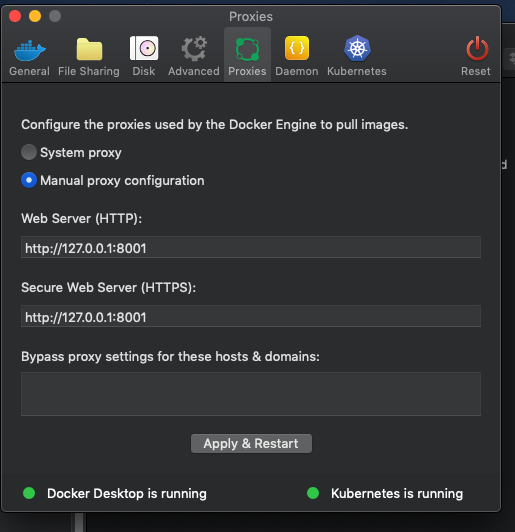 Proxies
General File Sharing Disk Advanced Proxies Daemon Kubernetes Reset
Configure the proxies used by the Docker Engine to pull images.
System proxy
Manual proxy configuration
Web Server (HTTP):
http://127.0.0.1:8001
Secure Web Server (HTTPS):
http://127.0.0.1:8001
Bypass proxy settings for these hosts & domains:
Apply & Restart
Docker Desktop is running Kubernetes is running